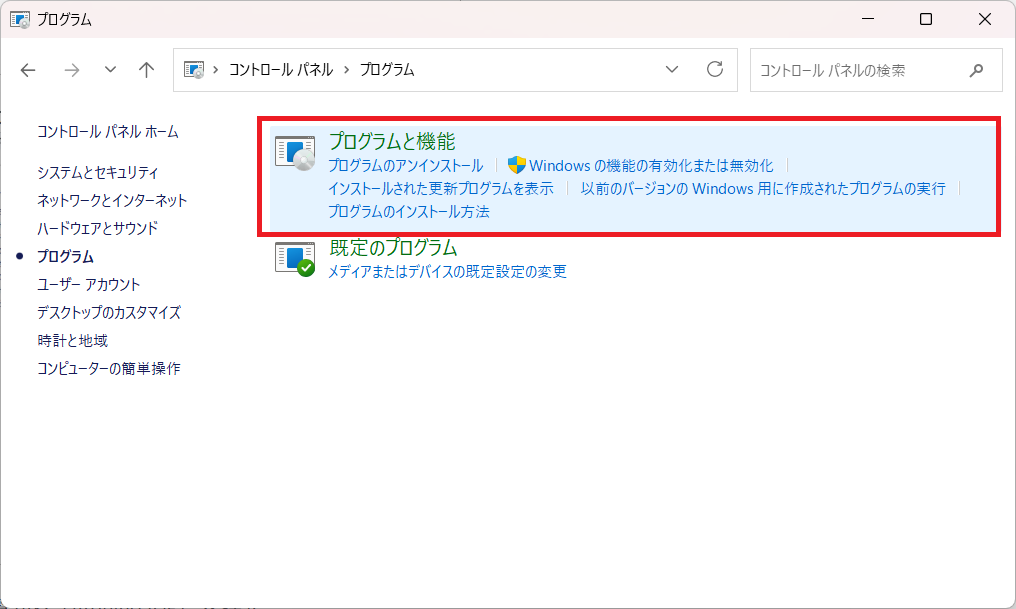 プログラム
コントロール パネル › プログラム
コントロール パネルの検索
コントロール パネル ホーム
システムとセキュリティ
ネットワークとインターネット
ハードウェアとサウンド
プログラム
ユーザー アカウント
デスクトップのカスタマイズ
時計と地域
コンピューターの簡単操作
プログラムと機能
プログラムのアンインストール | Windows の機能の有効化または無効化 |
インストールされた更新プログラムを表示 | 以前のバージョンの Windows 用に作成されたプログラムの実行 |
プログラムのインストール方法
既定のプログラム
メディアまたはデバイスの既定設定の変更